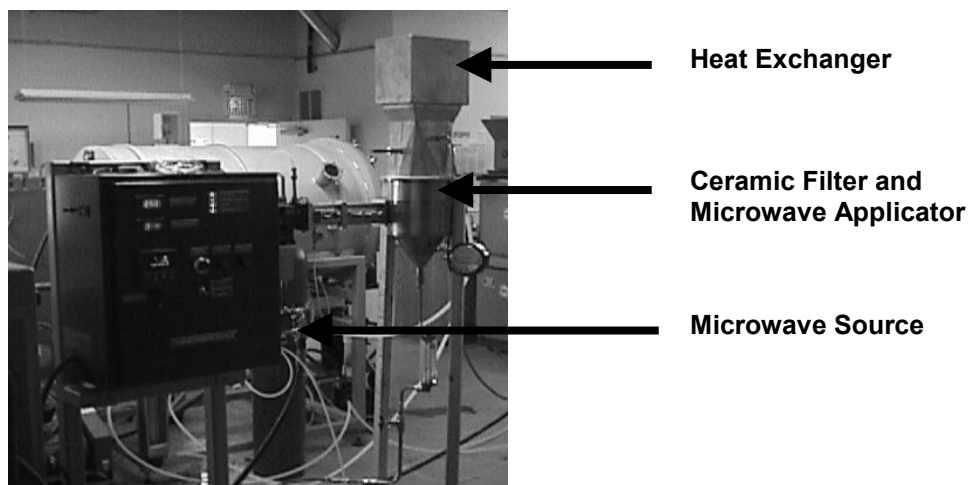 Heat Exchanger
Ceramic Filter and
Microwave Applicator
Microwave Source